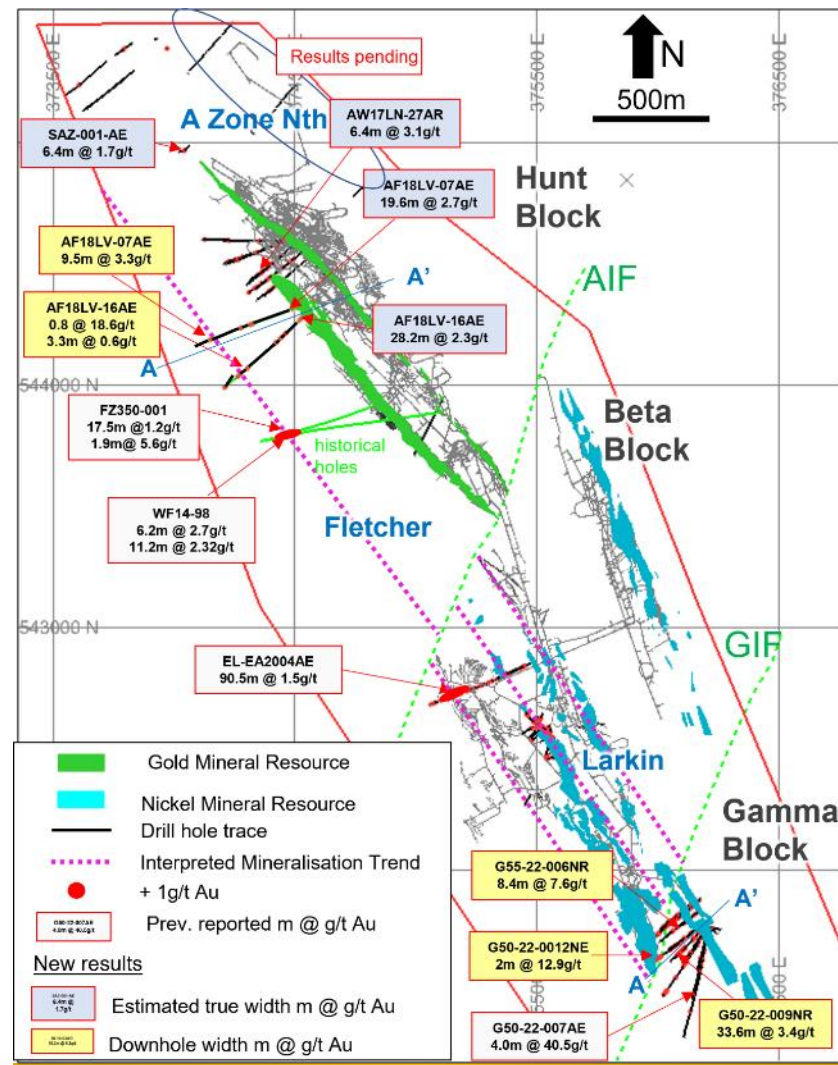 373500 E
375500 E
376500 E
N
500m
Results pending
A Zone Nth
SAZ-001-AE
6.4m @ 1.7g/t
AW17LN-27AR
6.4m @ 3.1g/t
AF18LV-07AE
19.6m @ 2.7g/t
Hunt
Block
AF18LV-07AE
9.5m @ 3.3g/t
A'
AIF
AF18LV-16AE
0.8 @ 18.6g/t
3.3m @ 0.6g/t
A
AF18LV-16AE
28.2m @ 2.3g/t
544000 N
FZ350-001
17.5m @1.2g/t
1.9m@ 5.6g/t
historical
holes
Beta
Block
WF14-98
6.2m @ 2.7g/t
11.2m @ 2.32g/t
Fletcher
543000 N
GIF
EL-EA2004AE
90.5m @ 1.5g/t
Larkin
Gamma
Block
G55-22-006NR
8.4m @ 7.6g/t
A'
G50-22-0012NE
2m @ 12.9g/t
A
G50-22-009NR
33.6m @ 3.4g/t
G50-22-007AE
4.0m @ 40.5g/t
Gold Mineral Resource
Nickel Mineral Resource
Drill hole trace
Interpreted Mineralisation Trend
+ 1g/t Au
G50-22-007AE
4.0m @ 40.5g/t
Prev. reported m @ g/t Au
New results
Estimated true width m @ g/t Au
Downhole width m @ g/t Au